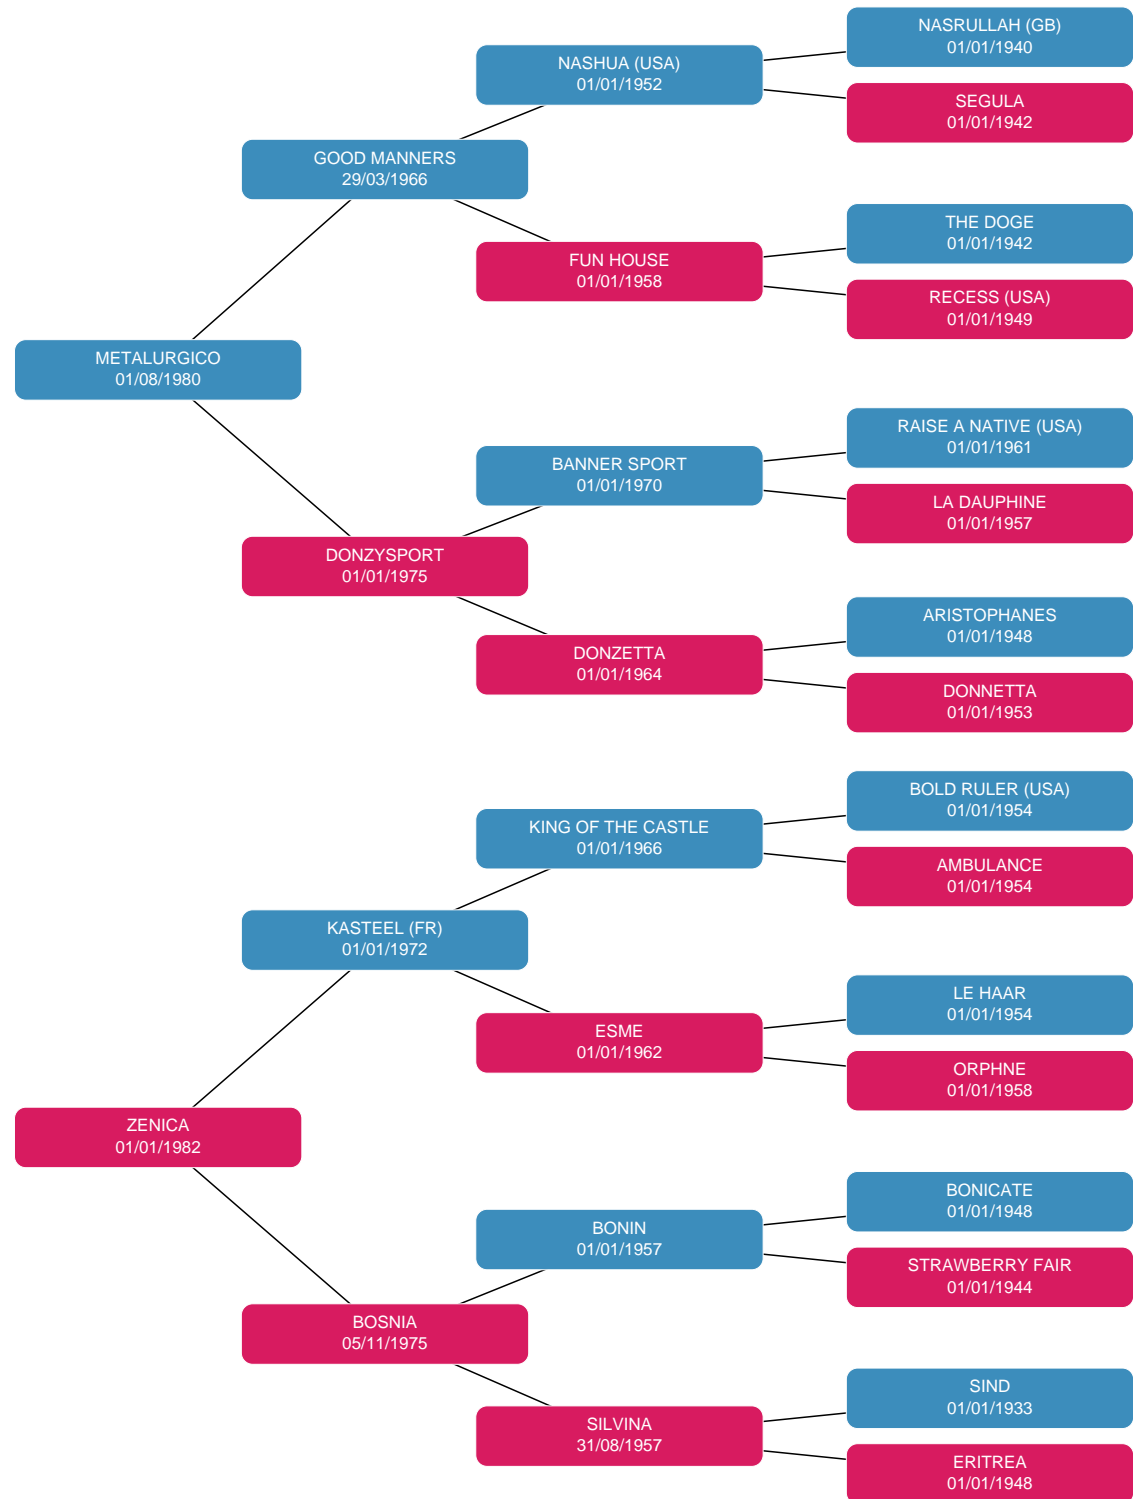 NASRULLAH (GB)
01/01/1940
NASHUA (USA)
01/01/1952
SEGULA
01/01/1942
GOOD MANNERS
29/03/1966
THE DOGE
01/01/1942
FUN HOUSE
01/01/1958
RECESS (USA)
01/01/1949
METALURGICO
01/08/1980
RAISE A NATIVE (USA)
01/01/1961
BANNER SPORT
01/01/1970
LA DAUPHINE
01/01/1957
DONZYSPORT
01/01/1975
ARISTOPHANES
01/01/1948
DONZETTA
01/01/1964
DONNETTA
01/01/1953
BOLD RULER (USA)
01/01/1954
KING OF THE CASTLE
01/01/1966
AMBULANCE
01/01/1954
KASTEEL (FR)
01/01/1972
LE HAAR
01/01/1954
ESME
01/01/1962
ORPHNE
01/01/1958
ZENICA
01/01/1982
BONICATE
01/01/1948
BONIN
01/01/1957
STRAWBERRY FAIR
01/01/1944
BOSNIA
05/11/1975
SIND
01/01/1933
SILVINA
31/08/1957
ERITREA
01/01/1948